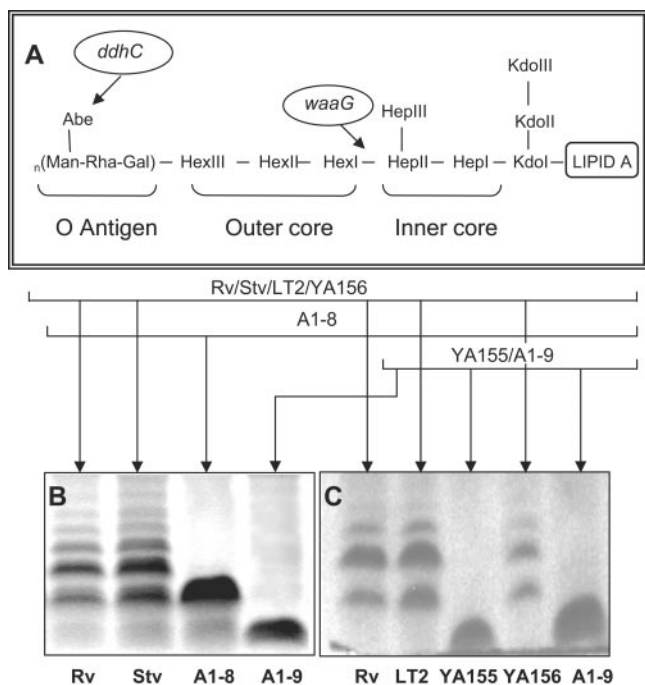 A
ddhC
waaG
KdoIII
Abe
HepIII
KdoII
n(Man-Rha-Gal) — HexIII — HexII — HexI — HepII — HepI — KdoI — LIPID A
O Antigen Outer core Inner core
Rv/Stv/LT2/YA156
A1-8
YA155/A1-9
B C
Rv Stv A1-8 A1-9 Rv LT2 YA155 YA156 A1-9